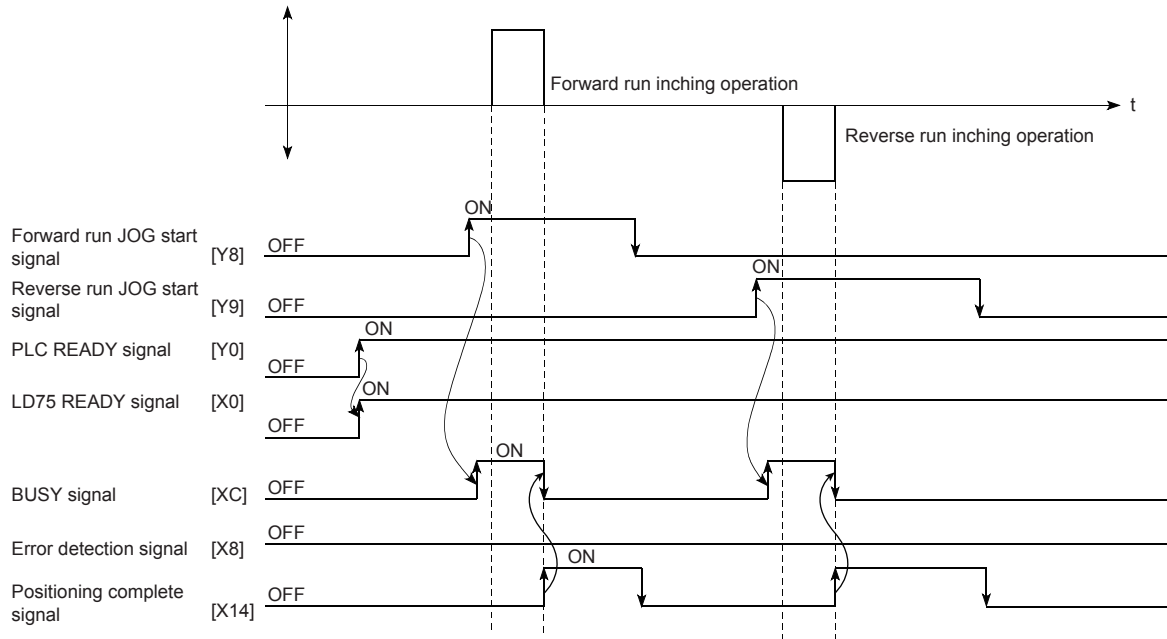 Forward run inching operation
t
Reverse run inching operation
ON
Forward run JOG start
signal [Y8] OFF
ON
Reverse run JOG start
signal [Y9] OFF
ON
PLC READY signal [Y0] OFF
ON
LD75 READY signal [X0] OFF
ON
BUSY signal [XC] OFF
Error detection signal [X8] OFF
ON
Positioning complete
signal [X14] OFF